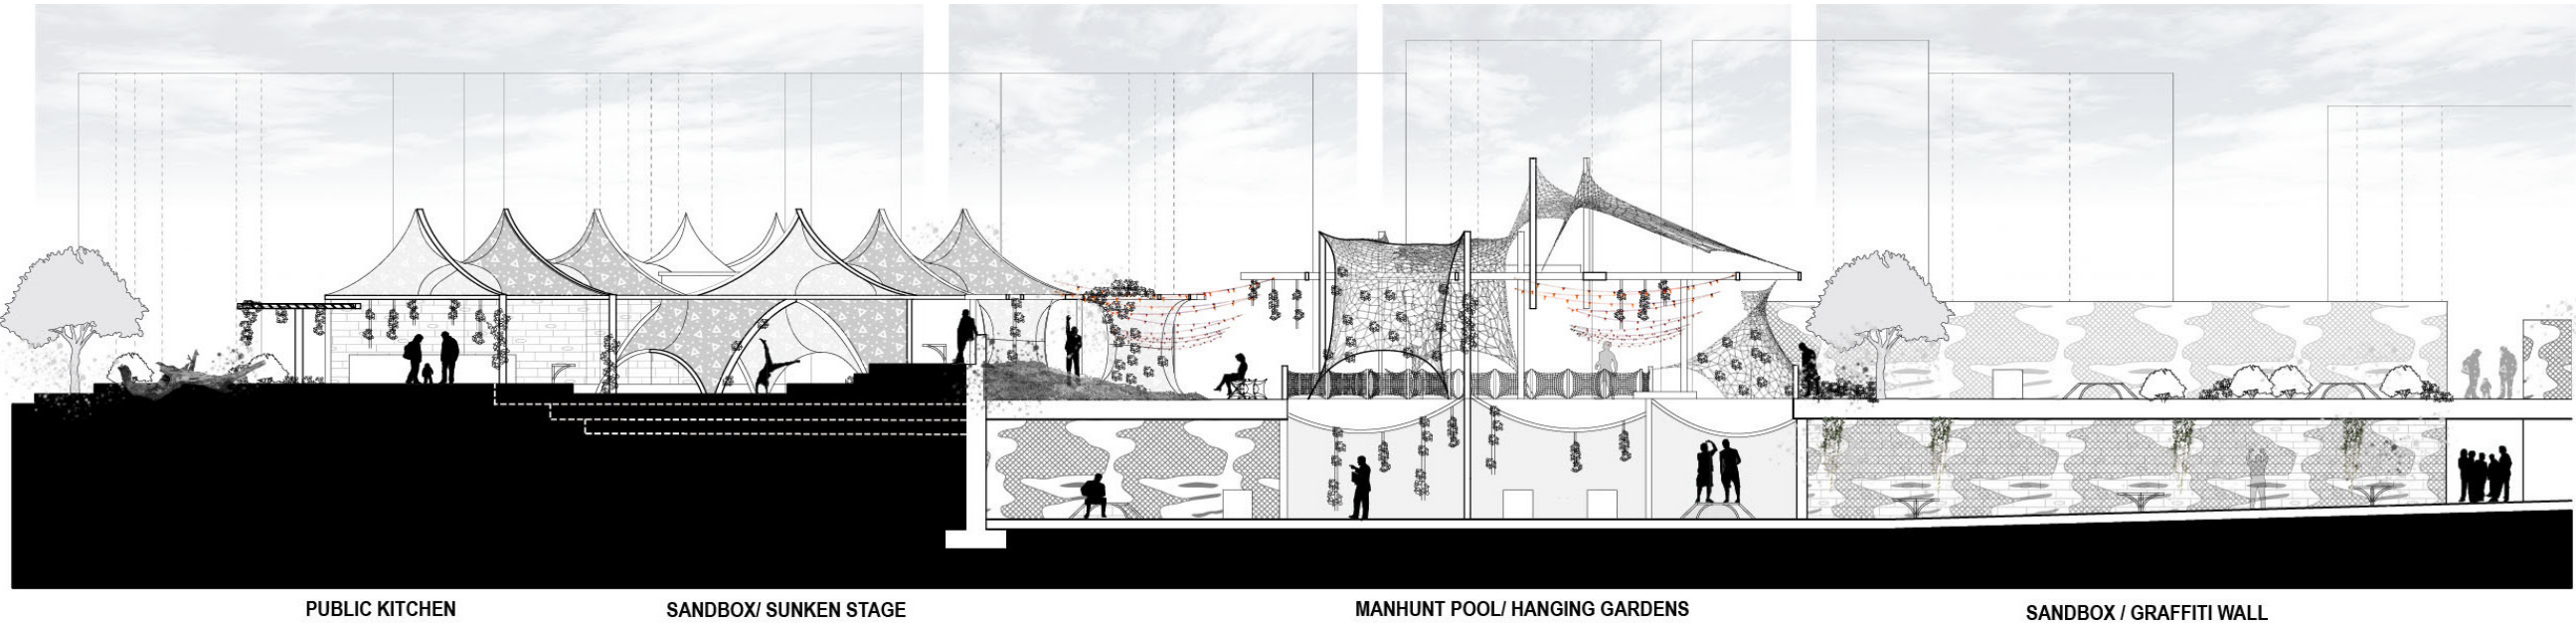 PUBLIC KITCHEN
SANDBOX/ SUNKEN STAGE
MANHUNT POOL/ HANGING GARDENS
SANDBOX / GRAFFITI WALL